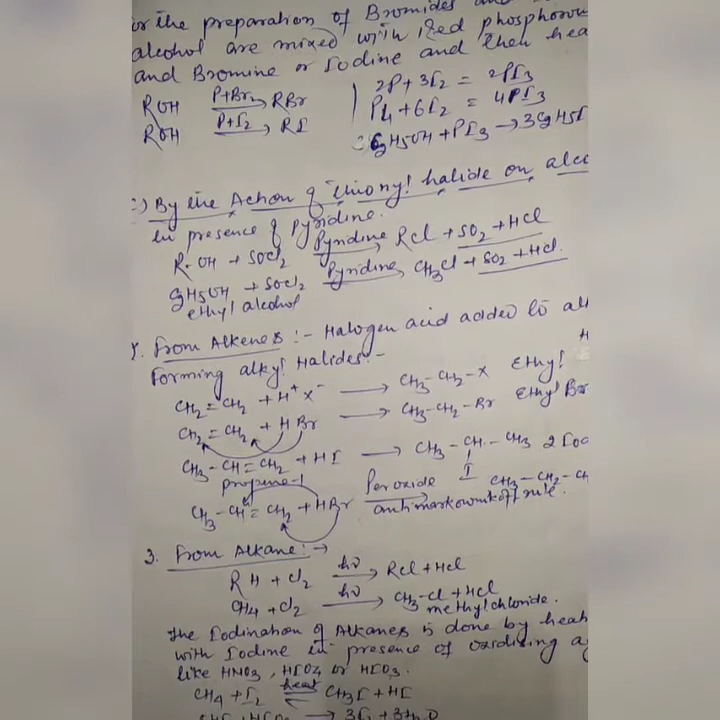 for the preparation of Bromides
alcohol are mixed with Red phosphorou
and Bromine or Iodine and then hea
ROH P+Br2→ RBr
ROH P+I2→ RI
2P+3I2 = 2PI3
P4+6I2 = 4PI3
C2H5OH + PI3 → 3C2H5I
c) By the Action of Thionyl halide on alco
in presence of Pyridine.
R-OH + SOCl2 Pyridine RCl + SO2 + HCl
C2H5OH + SOCl2 Pyridine, CH3Cl + SO2 + HCl.
ethyl alcohol
From Alkenes :- Halogen acid added to al
forming alkyl Halides:-
CH2=CH2 + H+ X- → CH3-CH2-X Ethyl H
CH2=CH2 + HBr → CH3-CH2-Br Ethyl Br
CH3-CH=CH2 + HI → CH3-CH-CH3 2 Iod
propene-1 I
CH3-CH=CH2 + HBr Peroxide CH3-CH2-CH
antimarkownikoff rule.
3. From Alkane :→
RH + Cl2 hν→ RCl + HCl
CH4 + Cl2 hν→ CH3-Cl + HCl
methyl chloride.
The Iodination of Alkanes is done by heat
with Iodine in presence of oxidising ag
like HNO3, HIO4 or HIO3.
CH4 + I2 heat⇌ CH3I + HI
→ 3I2 + 3H2O